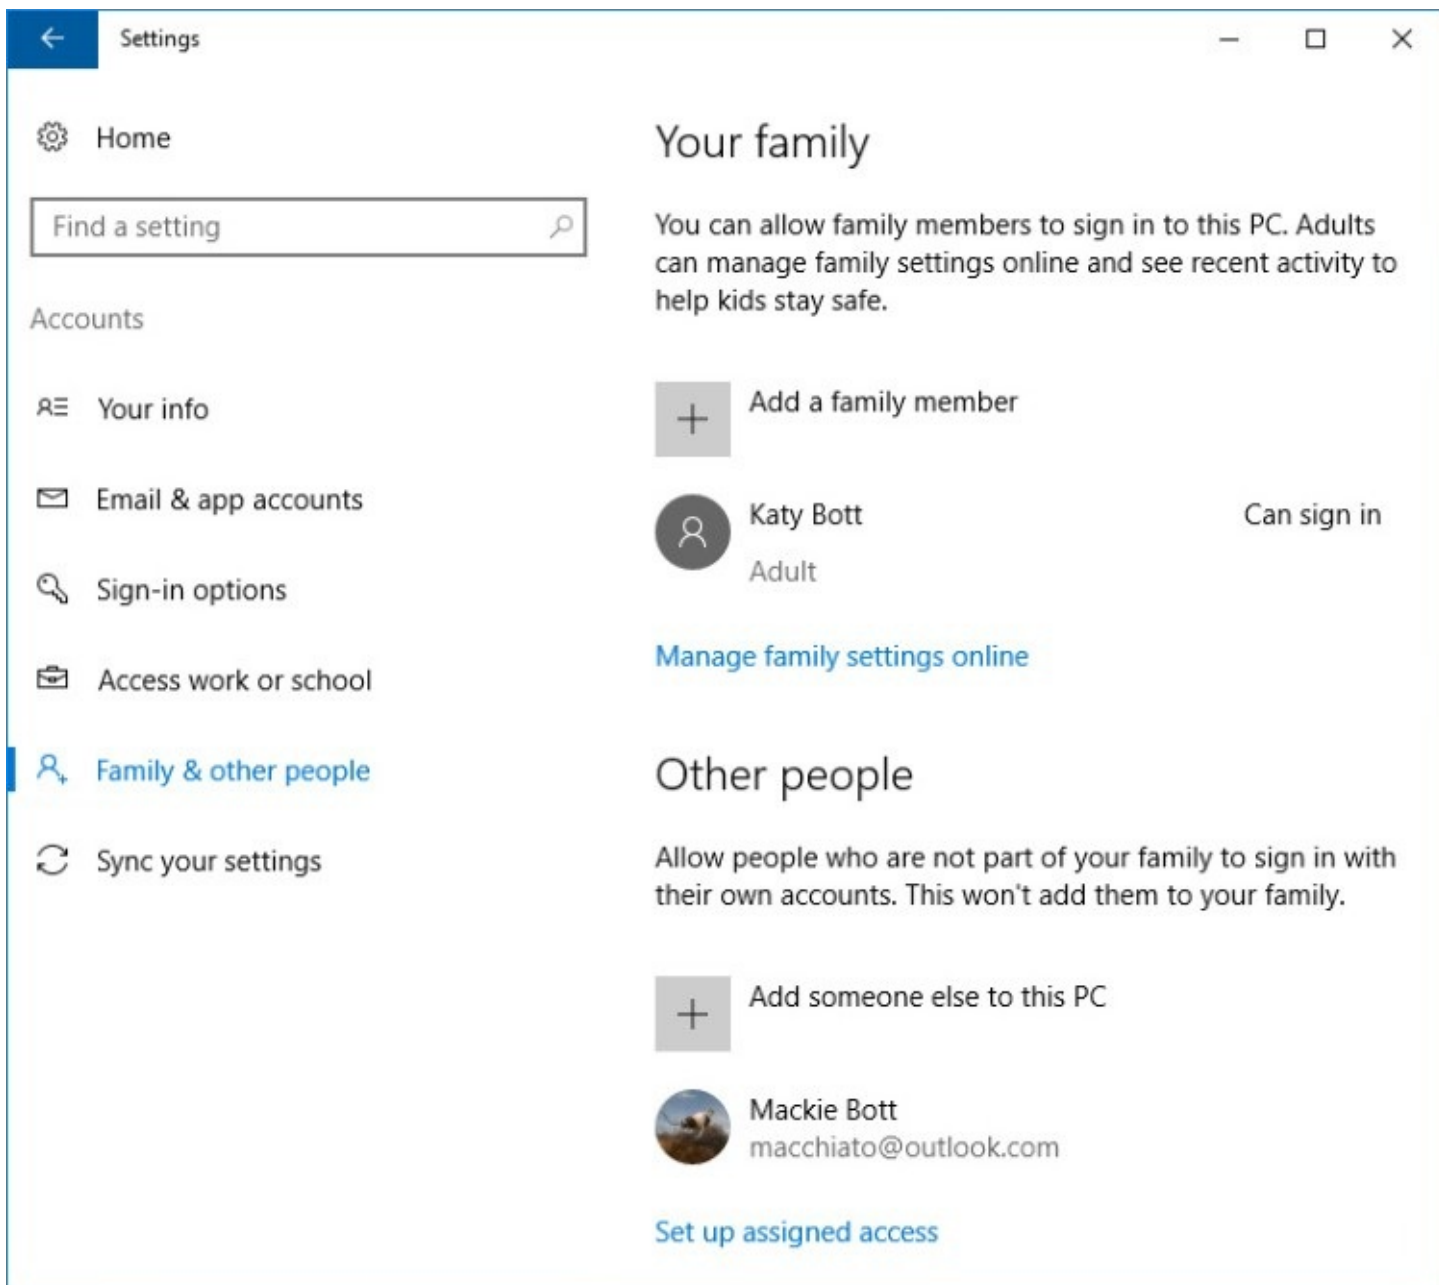 Settings
Home
Find a setting
Accounts
Your info
Email & app accounts
Sign-in options
Access work or school
Family & other people
Sync your settings
Your family
You can allow family members to sign in to this PC. Adults
can manage family settings online and see recent activity to
help kids stay safe.
Add a family member
Katy Bott
Can sign in
Adult
Manage family settings online
Other people
Allow people who are not part of your family to sign in with
their own accounts. This won't add them to your family.
Add someone else to this PC
Mackie Bott
macchiato@outlook.com
Set up assigned access